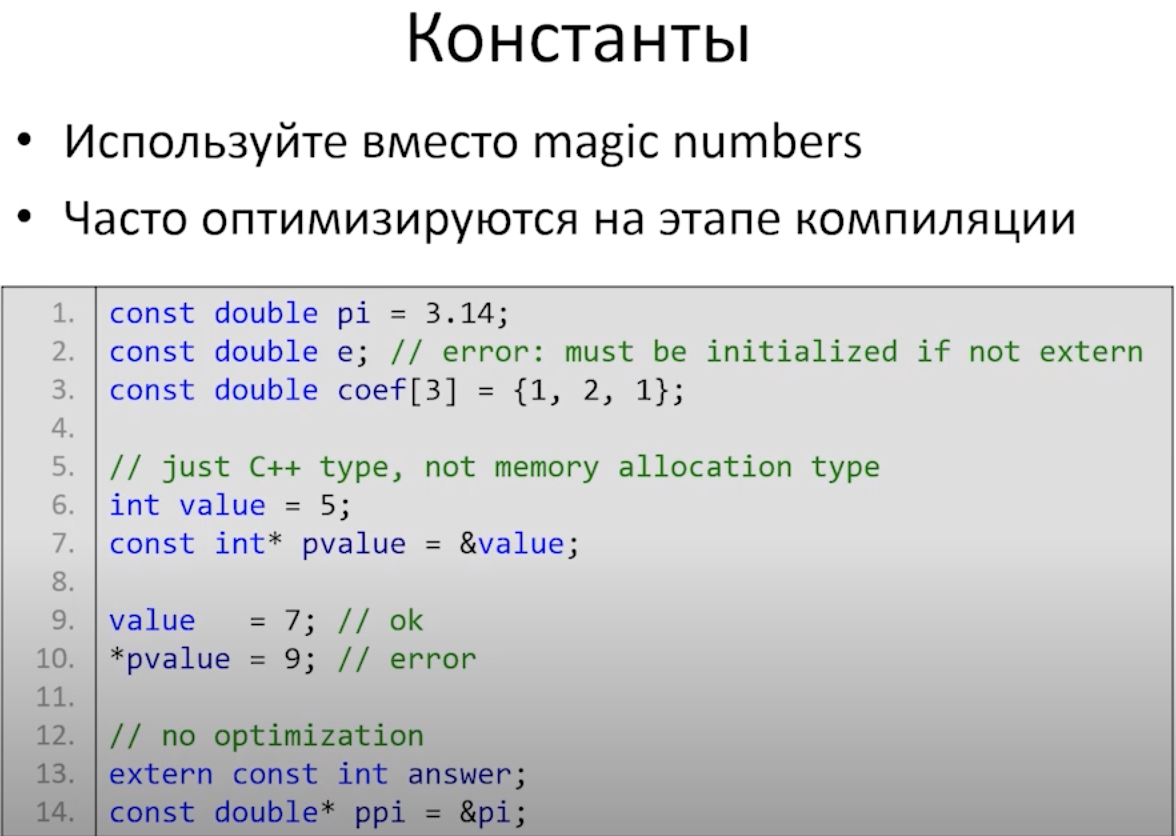 Константы
• Используйте вместо magic numbers
• Часто оптимизируются на этапе компиляции
1. const double pi = 3.14;
2. const double e; // error: must be initialized if not extern
3. const double coef[3] = {1, 2, 1};
4.
5. // just C++ type, not memory allocation type
6. int value = 5;
7. const int* pvalue = &value;
8.
9. value   = 7; // ok
10. *pvalue = 9; // error
11.
12. // no optimization
13. extern const int answer;
14. const double* ppi = &pi;